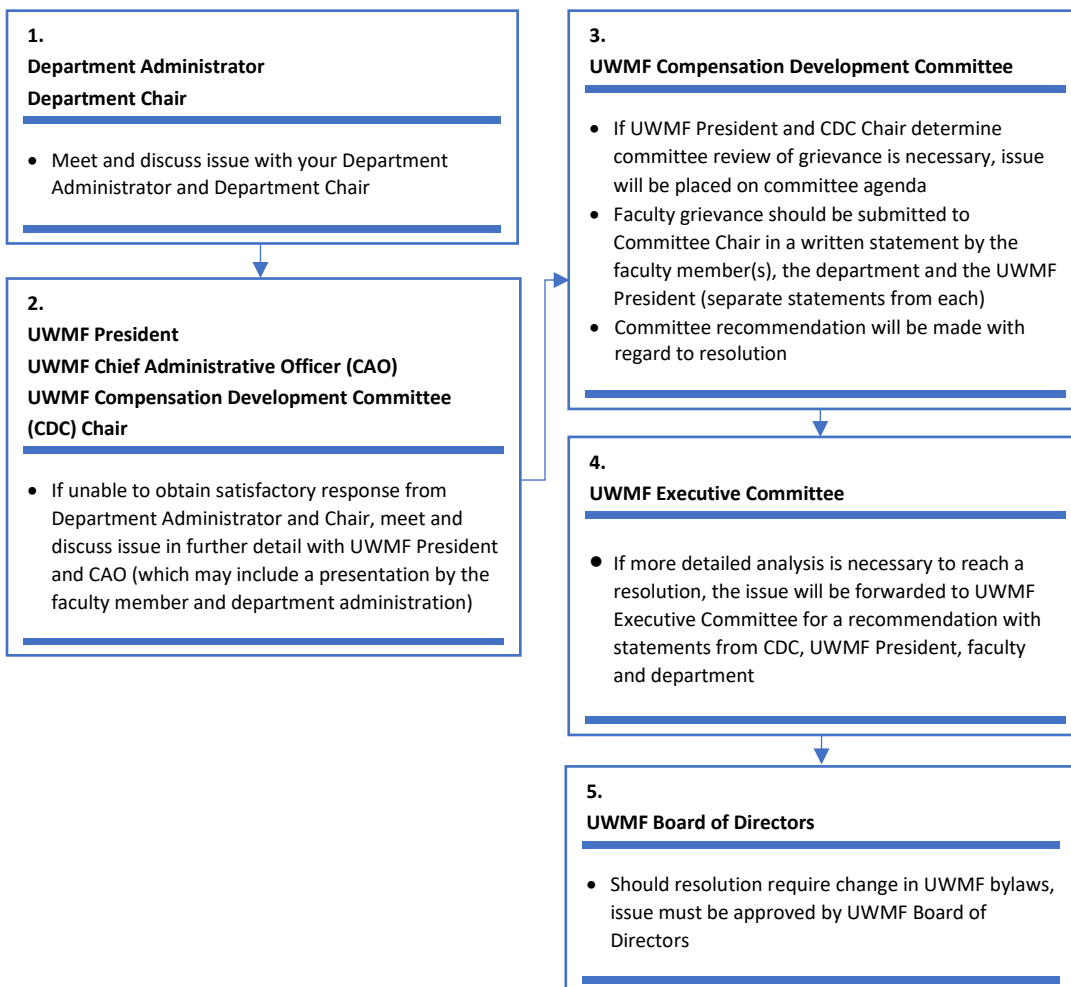 1.
Department Administrator
Department Chair
• Meet and discuss issue with your Department
Administrator and Department Chair
2.
UWMF President
UWMF Chief Administrative Officer (CAO)
UWMF Compensation Development Committee
(CDC) Chair
• If unable to obtain satisfactory response from
Department Administrator and Chair, meet and
discuss issue in further detail with UWMF President
and CAO (which may include a presentation by the
faculty member and department administration)
3.
UWMF Compensation Development Committee
• If UWMF President and CDC Chair determine
committee review of grievance is necessary, issue
will be placed on committee agenda
• Faculty grievance should be submitted to
Committee Chair in a written statement by the
faculty member(s), the department and the UWMF
President (separate statements from each)
• Committee recommendation will be made with
regard to resolution
4.
UWMF Executive Committee
• If more detailed analysis is necessary to reach a
resolution, the issue will be forwarded to UWMF
Executive Committee for a recommendation with
statements from CDC, UWMF President, faculty
and department
5.
UWMF Board of Directors
• Should resolution require change in UWMF bylaws,
issue must be approved by UWMF Board of
Directors